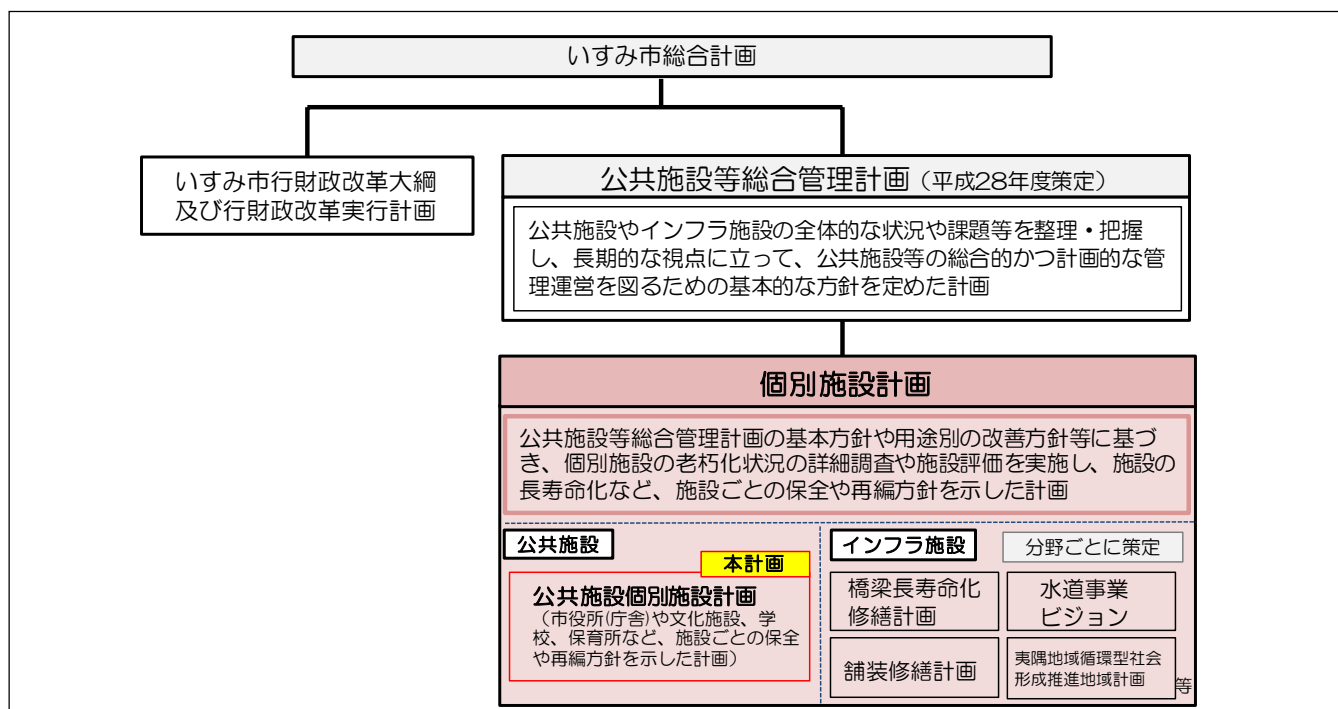 いすみ市総合計画
いすみ市行財政改革大綱
及び行財政改革実行計画
公共施設等総合管理計画（平成28年度策定）
公共施設やインフラ施設の全体的な状況や課題等を整理・把握
し、長期的な視点に立って、公共施設等の総合的かつ計画的な管
理運営を図るための基本的な方針を定めた計画
個別施設計画
公共施設等総合管理計画の基本方針や用途別の改善方針等に基づ
き、個別施設の老朽化状況の詳細調査や施設評価を実施し、施設の
長寿命化など、施設ごとの保全や再編方針を示した計画
公共施設
本計画
公共施設個別施設計画
（市役所(庁舎)や文化施設、学
校、保育所など、施設ごとの保全
や再編方針を示した計画）
インフラ施設
分野ごとに策定
橋梁長寿命化
修繕計画
水道事業
ビジョン
舗装修繕計画
夷隅地域循環型社会
形成推進地域計画
等